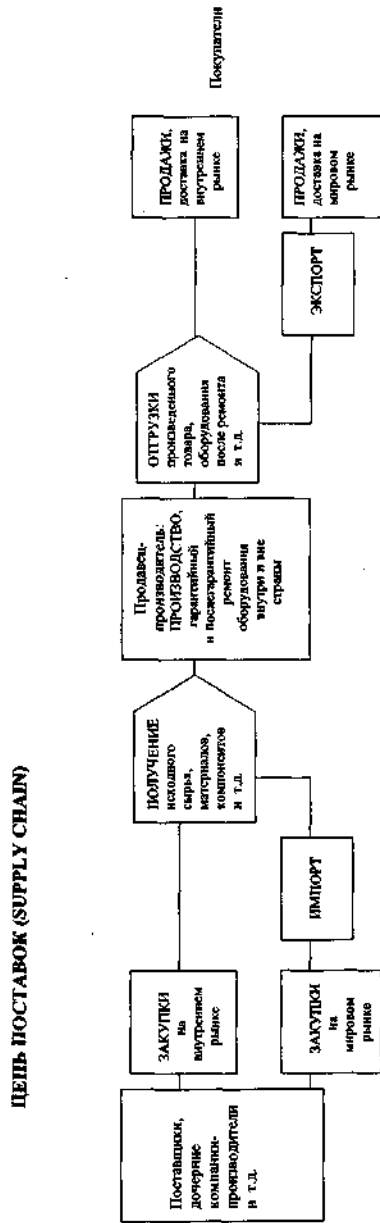 ЦЕПЬ ПОСТАВОК (SUPPLY CHAIN)
Поставщики,
дочерние
компании-
производители
и т.д.
ЗАКУПКИ
на
внутреннем
рынке
ЗАКУПКИ
на
мировом
рынке
ИМПОРТ
ПОЛУЧЕНИЕ
исходного
сырья,
материалов,
компонентов
и т.д.
Продавец-
производитель:
ПРОИЗВОДСТВО,
гарантийный
и послегарантийный
ремонт
оборудования
внутри и вне
страны
ОТГРУЗКИ
произведенного
товара,
оборудования
после ремонта
и т.д.
ЭКСПОРТ
ПРОДАЖИ,
доставка на
внутреннем
рынке
ПРОДАЖИ,
доставка на
мировом
рынке
Покупатели